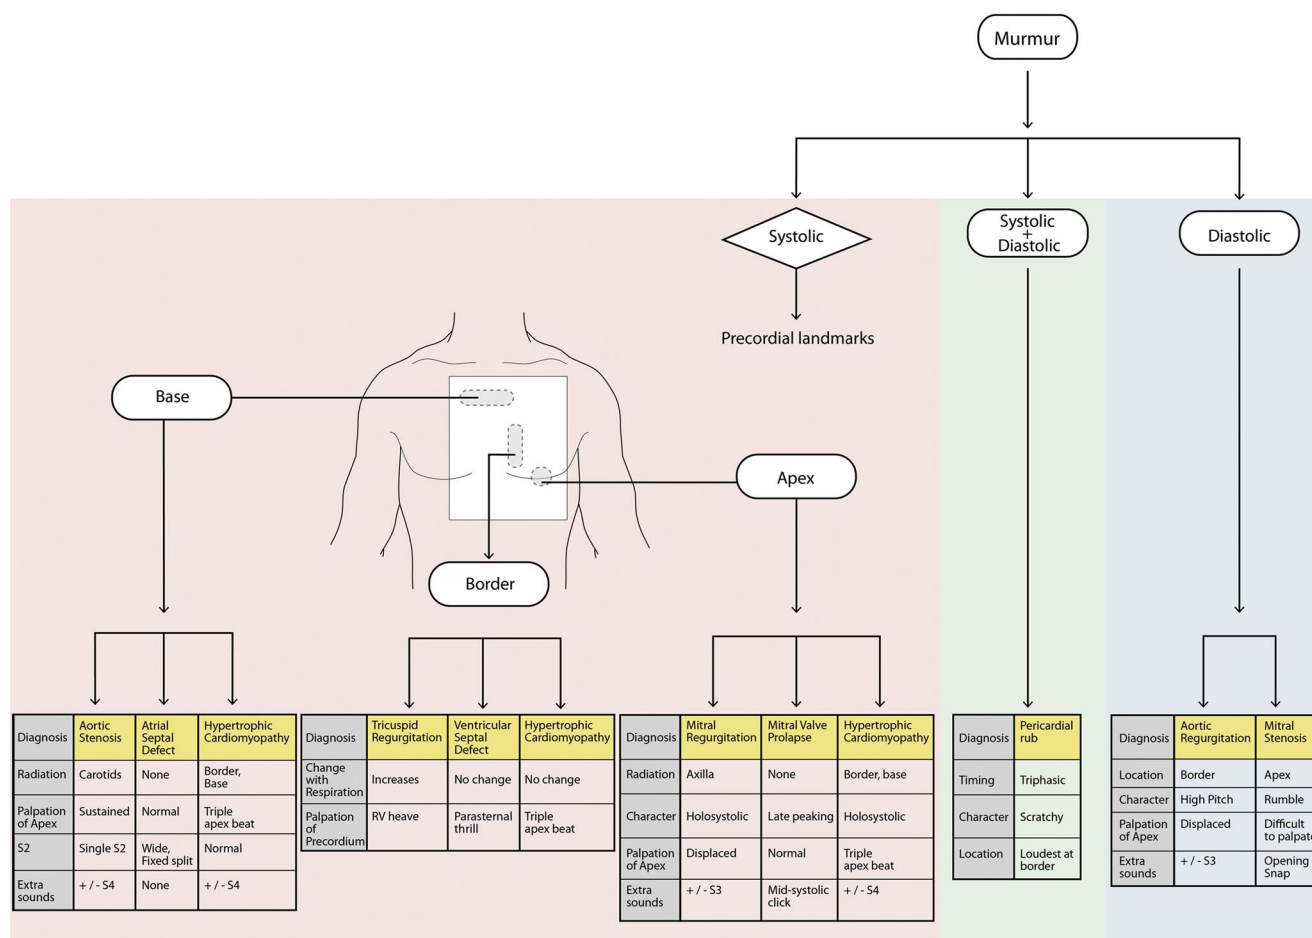 Murmur
Systolic
Systolic
+
Diastolic
Diastolic
Precordial landmarks
Base
Apex
Border
Diagnosis
Aortic
Stenosis
Atrial
Septal
Defect
Hypertrophic
Cardiomyopathy
Radiation
Carotids
None
Border,
Base
Palpation
of Apex
Sustained
Normal
Triple
apex beat
S2
Single S2
Wide,
Fixed split
Normal
Extra
sounds
+ / - S4
None
+ / - S4
Diagnosis
Tricuspid
Regurgitation
Ventricular
Septal
Defect
Hypertrophic
Cardiomyopathy
Change
with
Respiration
Increases
No change
No change
Palpation
of
Precordium
RV heave
Parasternal
thrill
Triple
apex beat
Diagnosis
Mitral
Regurgitation
Mitral Valve
Prolapse
Hypertrophic
Cardiomyopathy
Radiation
Axilla
None
Border, base
Character
Holosystolic
Late peaking
Holosystolic
Palpation
of Apex
Displaced
Normal
Triple
apex beat
Extra
sounds
+ / - S3
Mid-systolic
click
+ / - S4
Diagnosis
Pericardial
rub
Timing
Triphasic
Character
Scratchy
Location
Loudest at
border
Diagnosis
Aortic
Regurgitation
Mitral
Stenosis
Location
Border
Apex
Character
High Pitch
Rumble
Palpation
of Apex
Displaced
Difficult
to palpate
Extra
sounds
+ / - S3
Opening
Snap